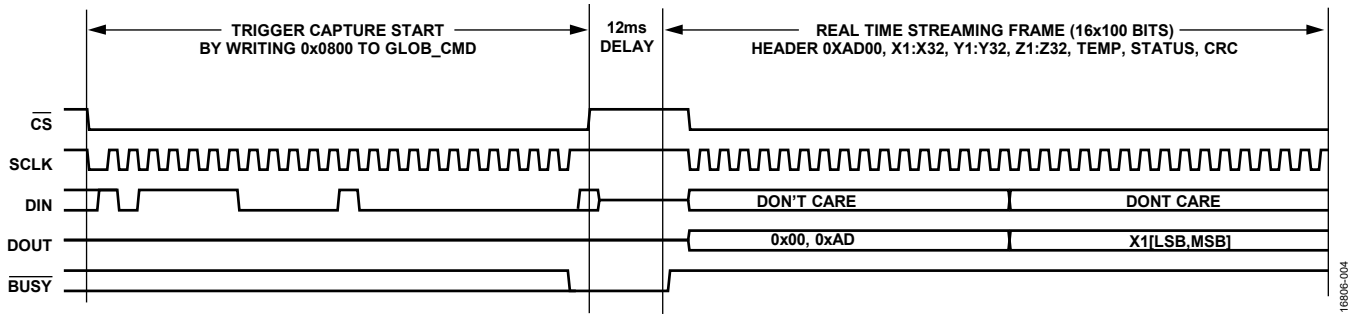 TRIGGER CAPTURE START
BY WRITING 0x0800 TO GLOB_CMD
12ms
DELAY
REAL TIME STREAMING FRAME (16x100 BITS)
HEADER 0XAD00, X1:X32, Y1:Y32, Z1:Z32, TEMP, STATUS, CRC
CS
SCLK
DIN
DON'T CARE
DONT CARE
DOUT
0x00, 0xAD
X1[LSB,MSB]
BUSY
16806-004